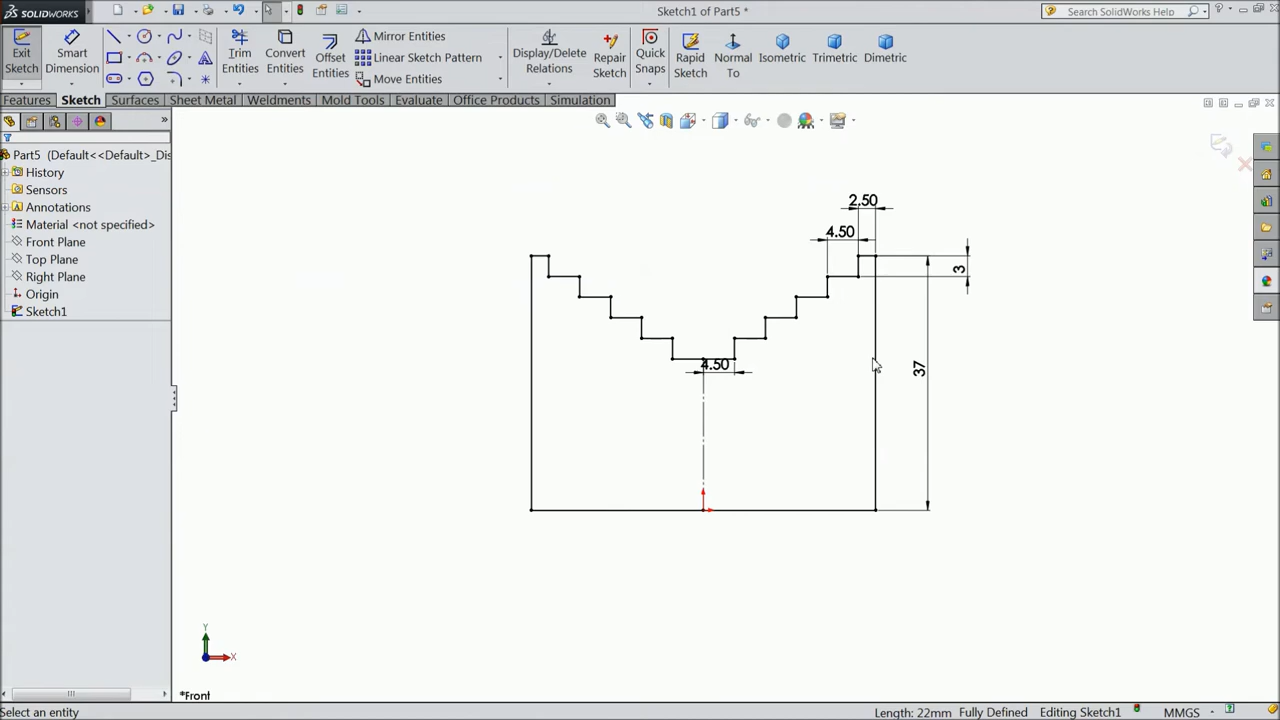 SOLIDWORKS
Sketch1 of Part5 *
Search SolidWorks Help
Exit Sketch
Smart Dimension
Trim Entities
Convert Entities
Offset Entities
Mirror Entities
Linear Sketch Pattern
Move Entities
Display/Delete Relations
Repair Sketch
Quick Snaps
Rapid Sketch
Normal To
Isometric
Trimetric
Dimetric
Features
Sketch
Surfaces
Sheet Metal
Weldments
Mold Tools
Evaluate
Office Products
Simulation
Part5 (Default<<Default>_Dis
History
Sensors
Annotations
Material <not specified>
Front Plane
Top Plane
Right Plane
Origin
Sketch1
2.50
4.50
3
4.50
37
Y
X
*Front
Select an entity
Length: 22mm
Fully Defined
Editing Sketch1
MMGS